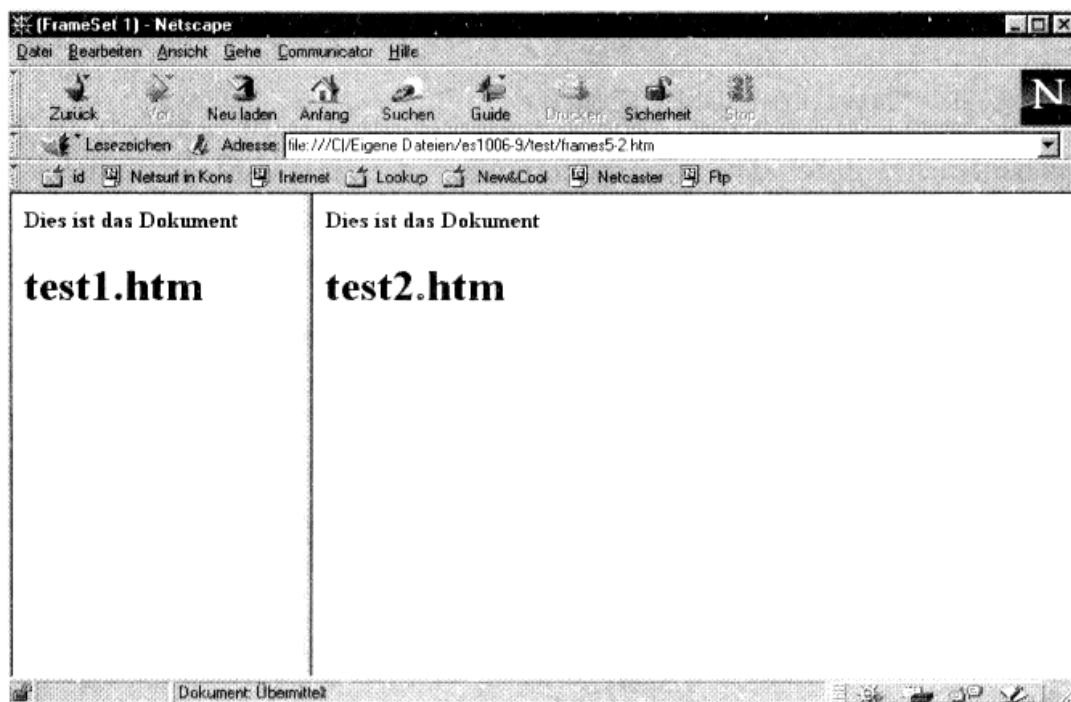 (FrameSet 1) - Netscape
Datei Bearbeiten Ansicht Gehe Communicator Hilfe
Zurück Vor Neu laden Anfang Suchen Guide Drucken Sicherheit Stop
N
Lesezeichen Adresse file:///C|/Eigene Dateien/es1006-9/test/frames5-2.htm
id Netsurf in Kons Internet Lookup New&Cool Netcaster Ftp
Dies ist das Dokument
test1.htm
Dies ist das Dokument
test2.htm
Dokument: Übermittelt